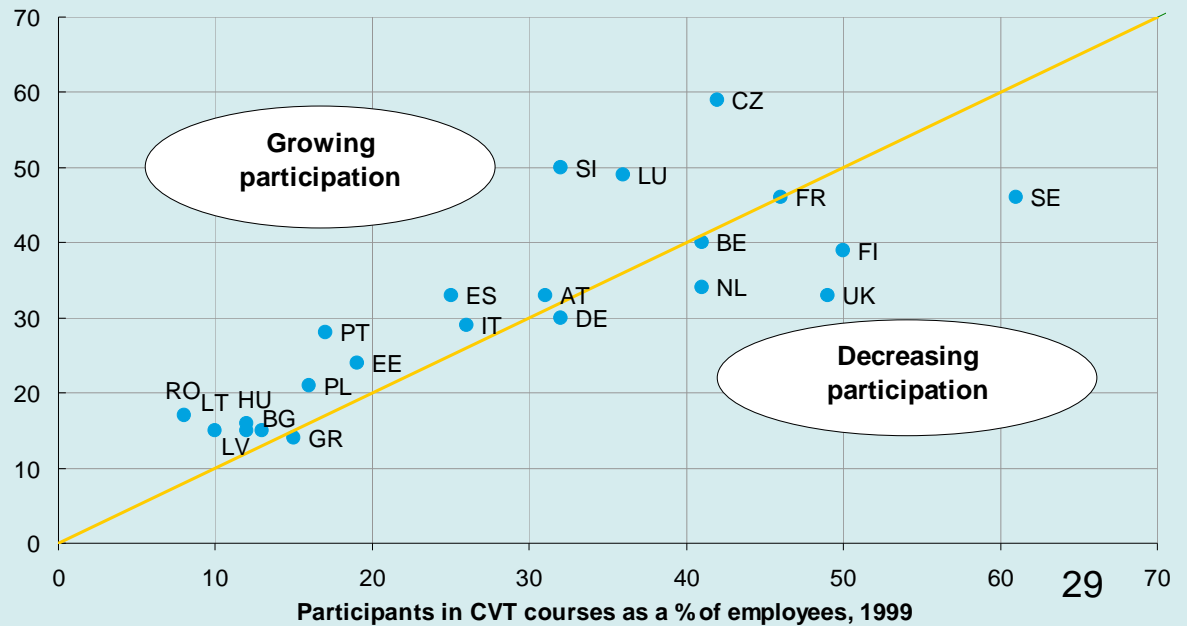 70
60
50
40
30
20
10
0
Growing
participation
CZ
SI
LU
FR
SE
BE
FI
NL
UK
ES
AT
IT
DE
PT
EE
PL
RO
LT
HU
BG
LV
GR
Decreasing
participation
0 10 20 30 40 50 60 70
29
Participants in CVT courses as a % of employees, 1999